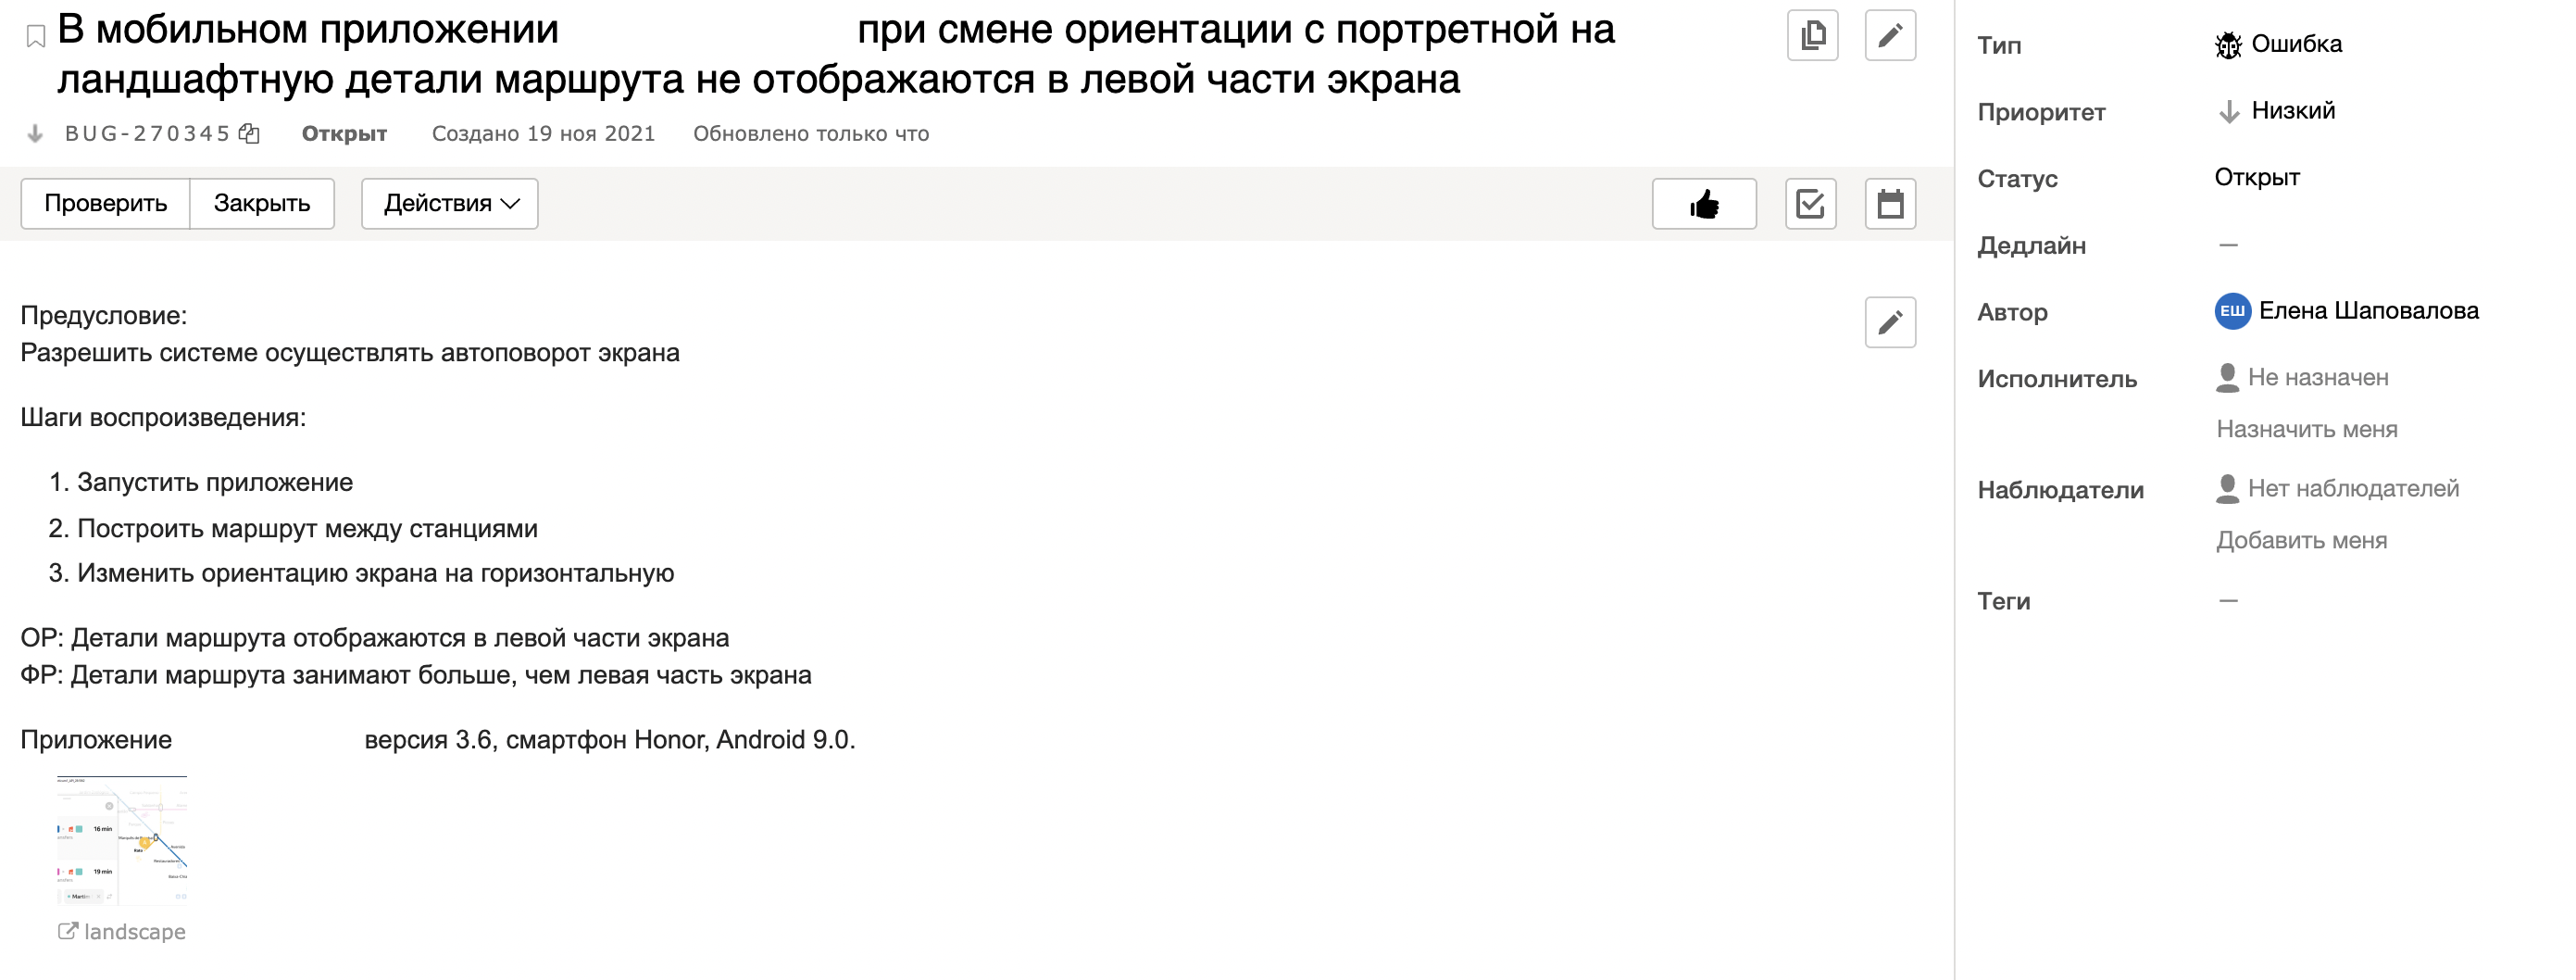 В мобильном приложении при смене ориентации с портретной на
ландшафтную детали маршрута не отображаются в левой части экрана
BUG-270345 Открыт Создано 19 ноя 2021 Обновлено только что
Проверить Закрыть Действия
Предусловие:
Разрешить системе осуществлять автоповорот экрана
Шаги воспроизведения:
1. Запустить приложение
2. Построить маршрут между станциями
3. Изменить ориентацию экрана на горизонтальную
ОР: Детали маршрута отображаются в левой части экрана
ФР: Детали маршрута занимают больше, чем левая часть экрана
Приложение версия 3.6, смартфон Honor, Android 9.0.
16 min
19 min
landscape
Тип Ошибка
Приоритет Низкий
Статус Открыт
Дедлайн —
Автор ЕШ Елена Шаповалова
Исполнитель Не назначен
Назначить меня
Наблюдатели Нет наблюдателей
Добавить меня
Теги —